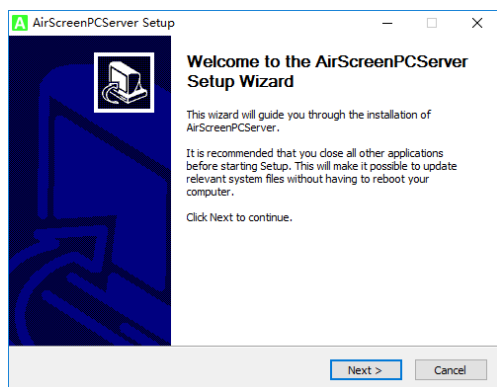 A AirScreenPCServer Setup
Welcome to the AirScreenPCServer
Setup Wizard
This wizard will guide you through the installation of
AirScreenPCServer.
It is recommended that you close all other applications
before starting Setup. This will make it possible to update
relevant system files without having to reboot your
computer.
Click Next to continue.
Next > Cancel